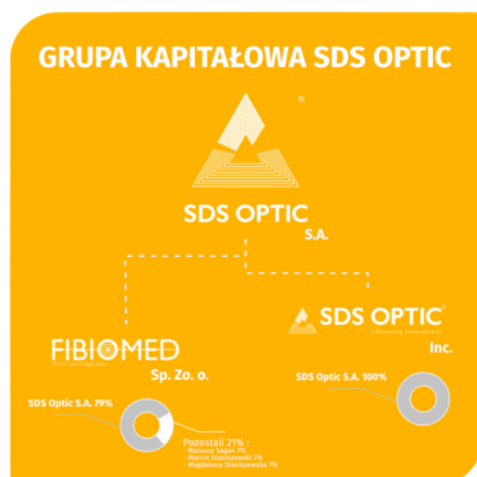 GRUPA KAPITAŁOWA SDS OPTIC
®
SDS OPTIC
S.A.
FIBIOMED
Sp. Zo. o.
SDS OPTIC
Inc.
SDS Optic S.A. 79%
SDS Optic S.A. 100%
Pozostali 21% :
- Mateusz Sagan 7%
- Marcin Staniszewski 7%
- Magdalena Staniszewska 7%